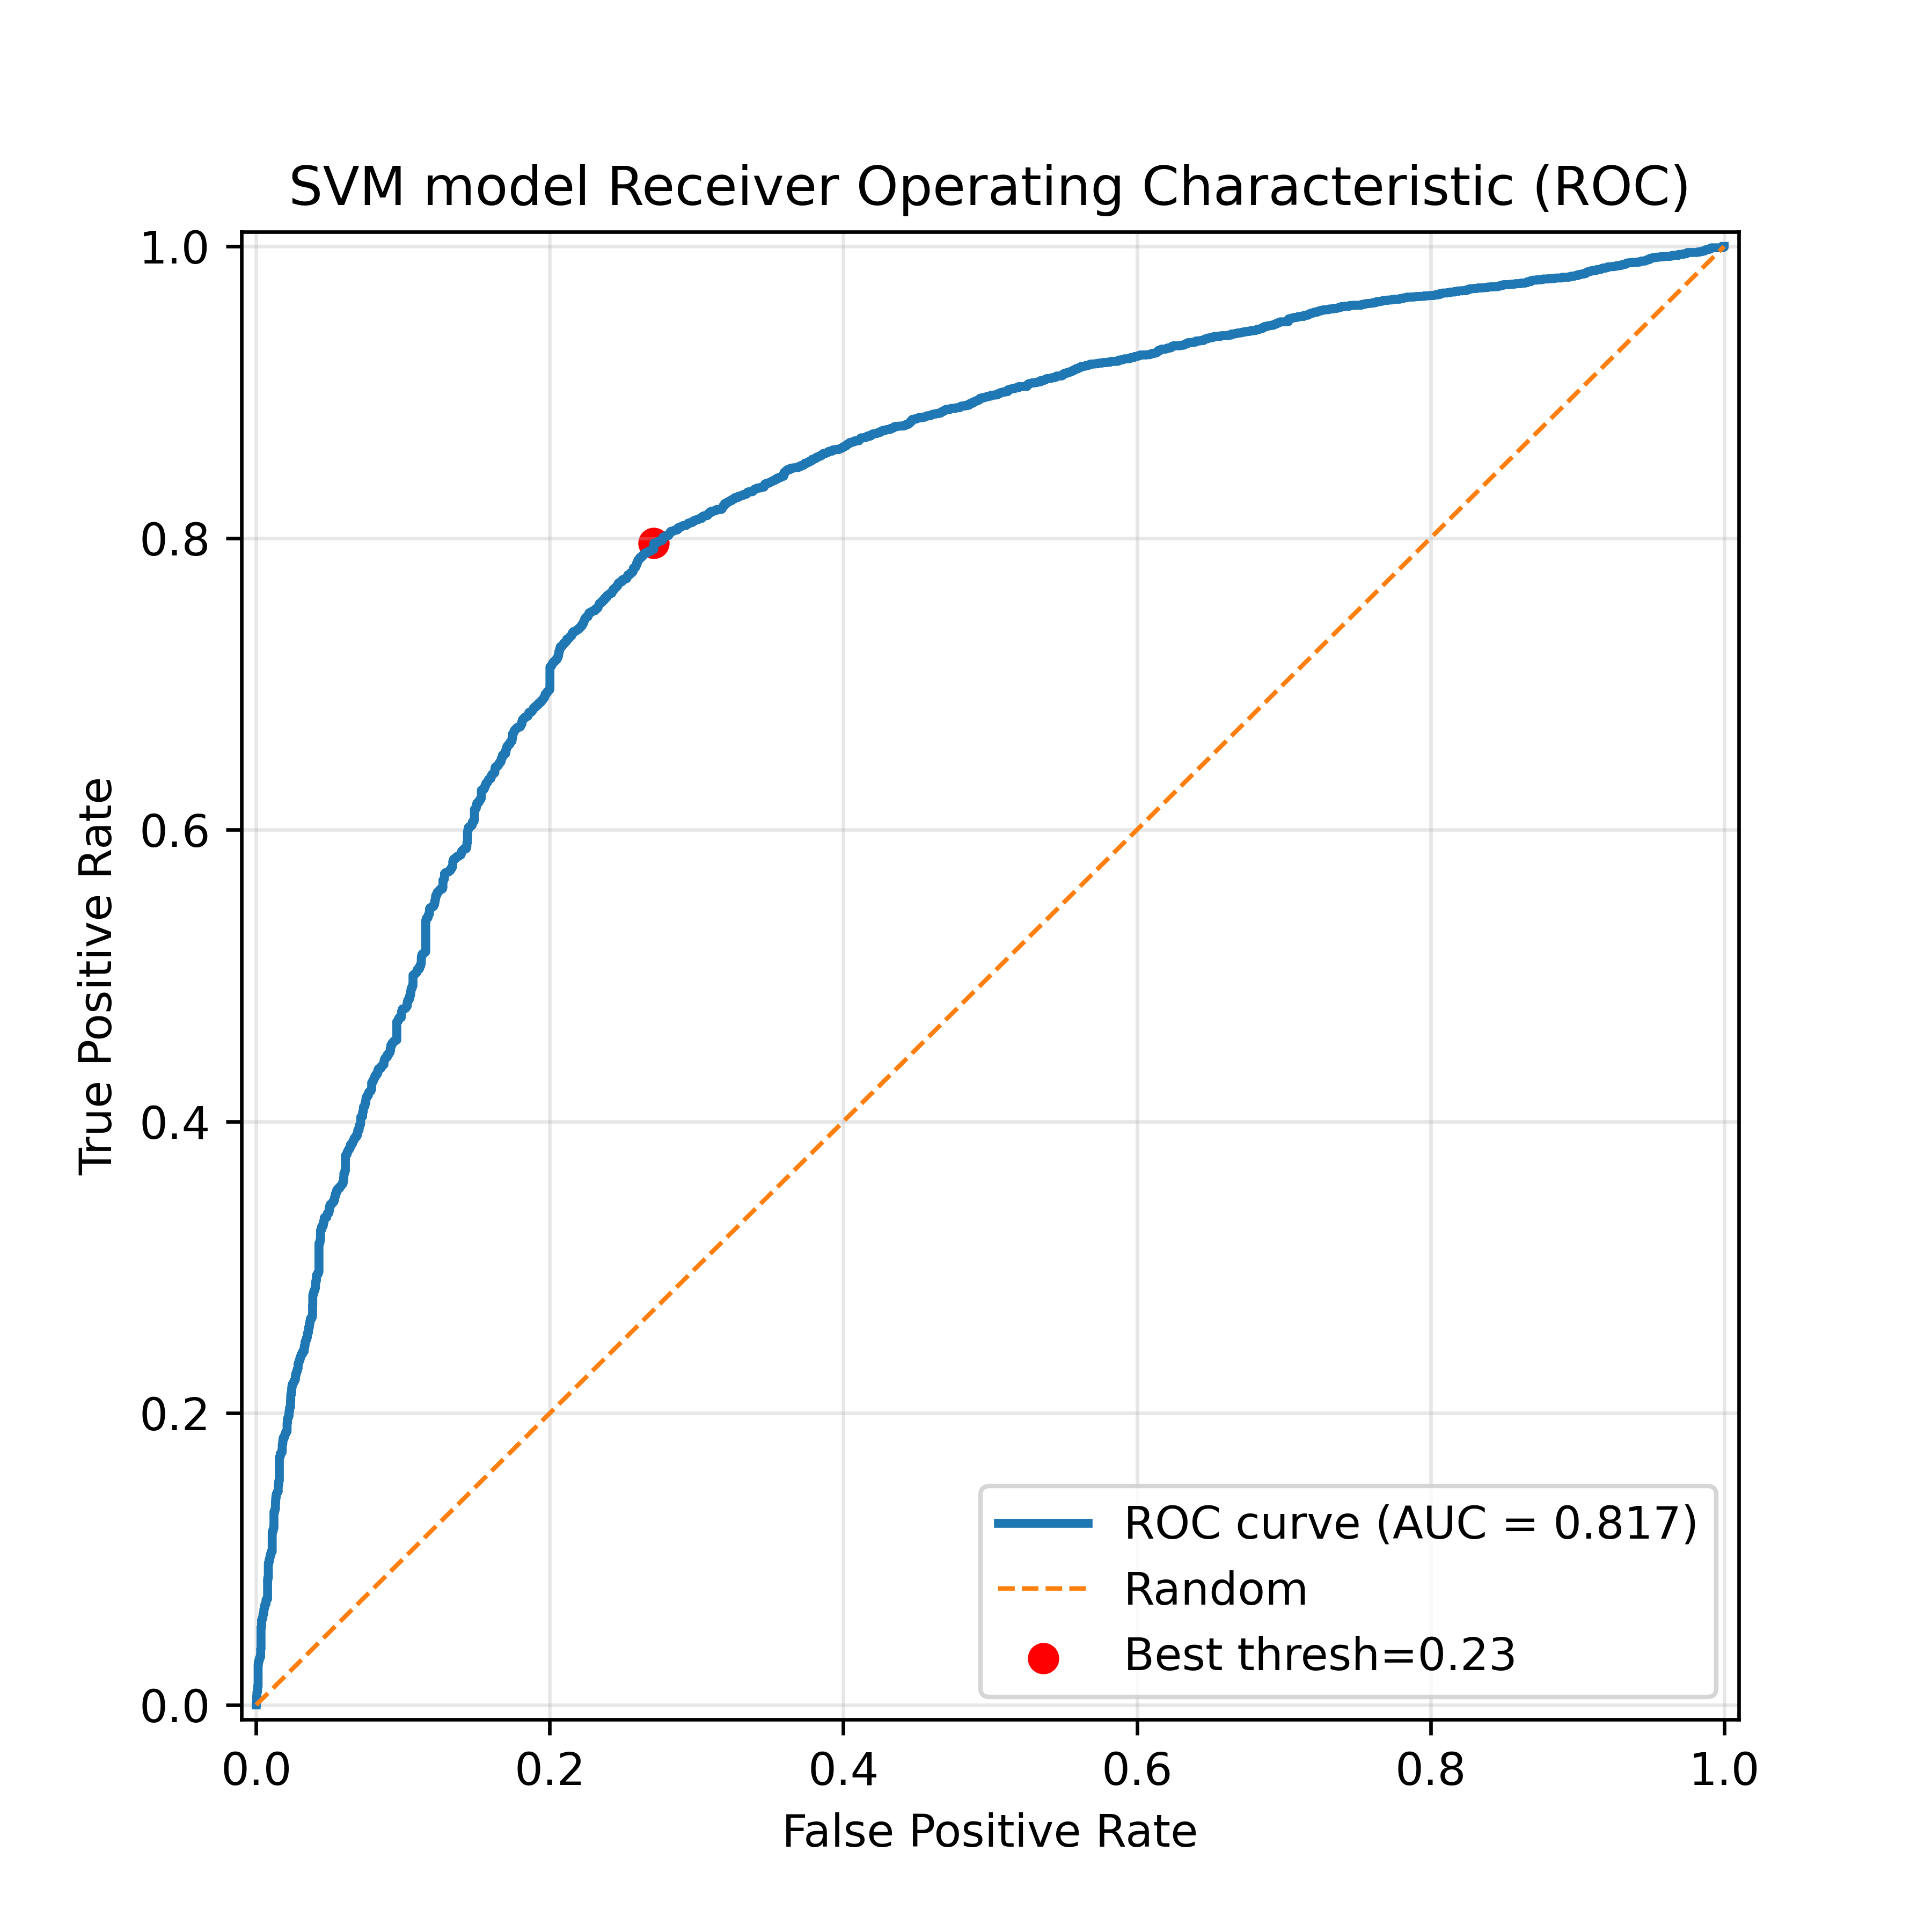 SVM model Receiver Operating Characteristic (ROC)
1.0
0.8
0.6
0.4
0.2
0.0
True Positive Rate
ROC curve (AUC = 0.817)
Random
Best thresh=0.23
0.0 0.2 0.4 0.6 0.8 1.0
False Positive Rate